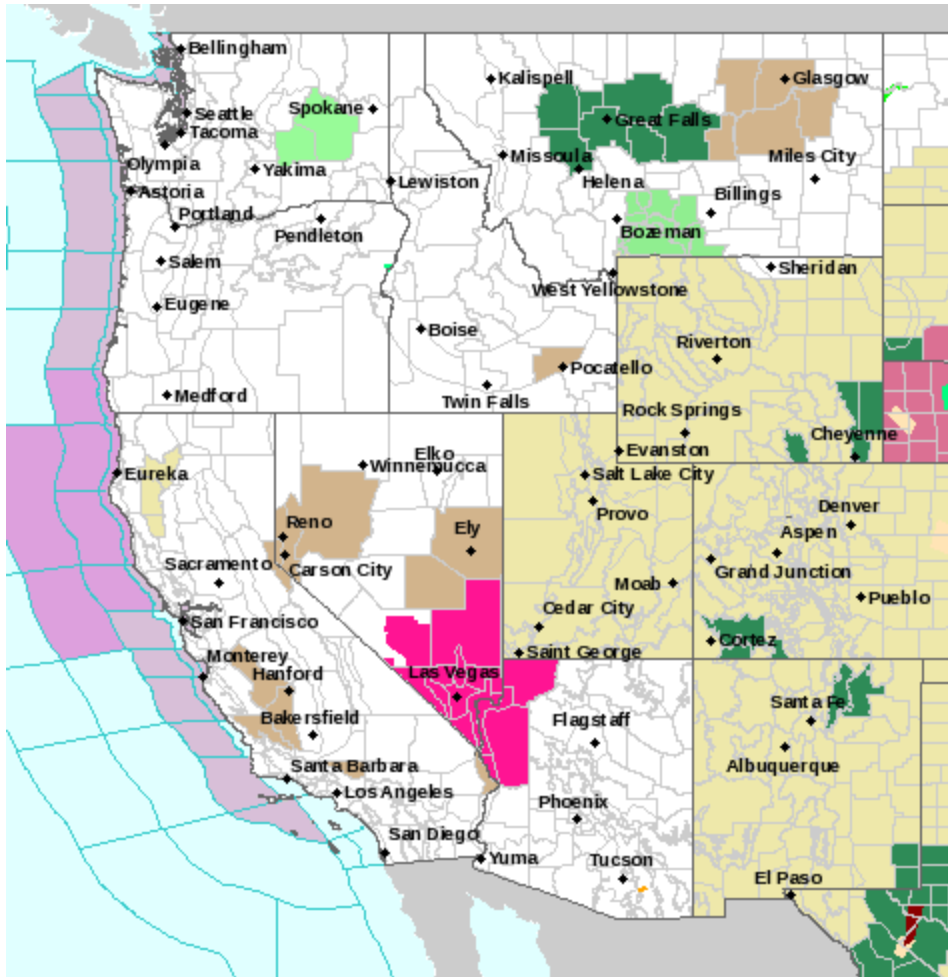 Bellingham
Kalispell
Glasgow
Spokane
Seattle
Great Falls
Tacoma
Missoula
Miles City
Olympia
Yakima
Lewiston
Helena
Astoria
Billings
Portland
Pendleton
Bozeman
Salem
Sheridan
West Yellowstone
Eugene
Boise
Riverton
Pocatello
Medford
Twin Falls
Rock Springs
Cheyenne
Elko
Evanston
Winnemucca
Eureka
Salt Lake City
Provo
Denver
Reno
Ely
Aspen
Sacramento
Carson City
Grand Junction
Moab
Pueblo
Cedar City
San Francisco
Cortez
Saint George
Monterey
Hanford
Las Vegas
Santa Fe
Bakersfield
Flagstaff
Albuquerque
Santa Barbara
Los Angeles
Phoenix
San Diego
Yuma
Tucson
El Paso